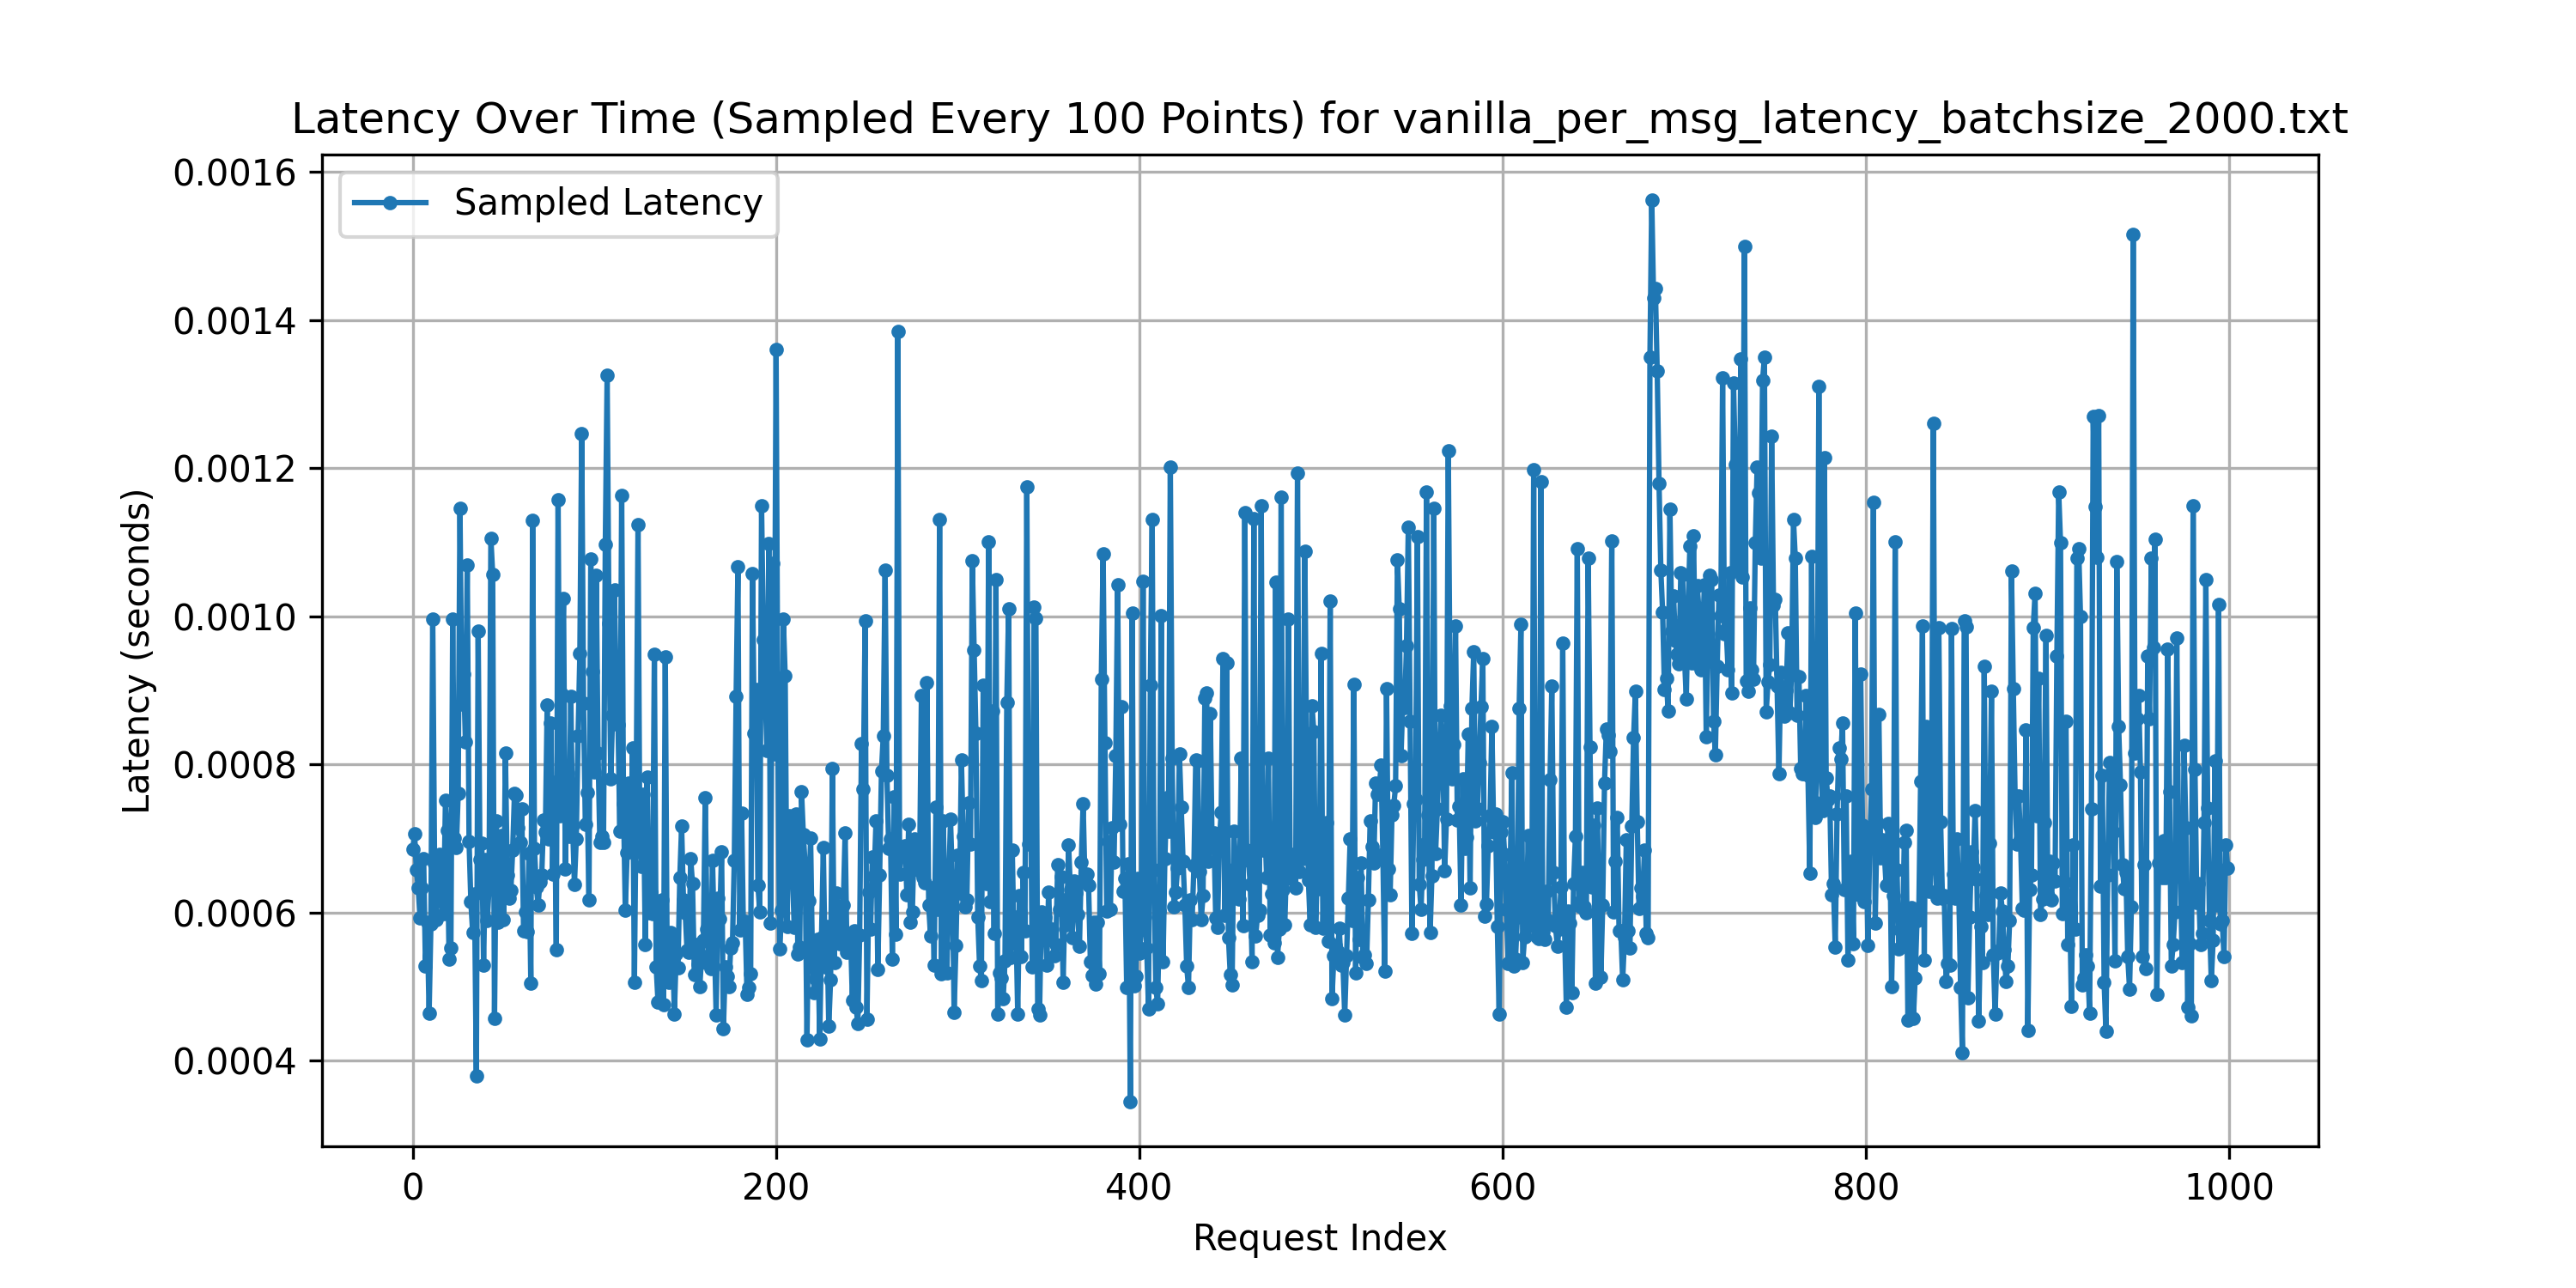 Latency Over Time (Sampled Every 100 Points) for vanilla_per_msg_latency_batchsize_2000.txt
Sampled Latency
0.0016
0.0014
0.0012
0.0010
0.0008
0.0006
0.0004
Latency (seconds)
0 200 400 600 800 1000
Request Index